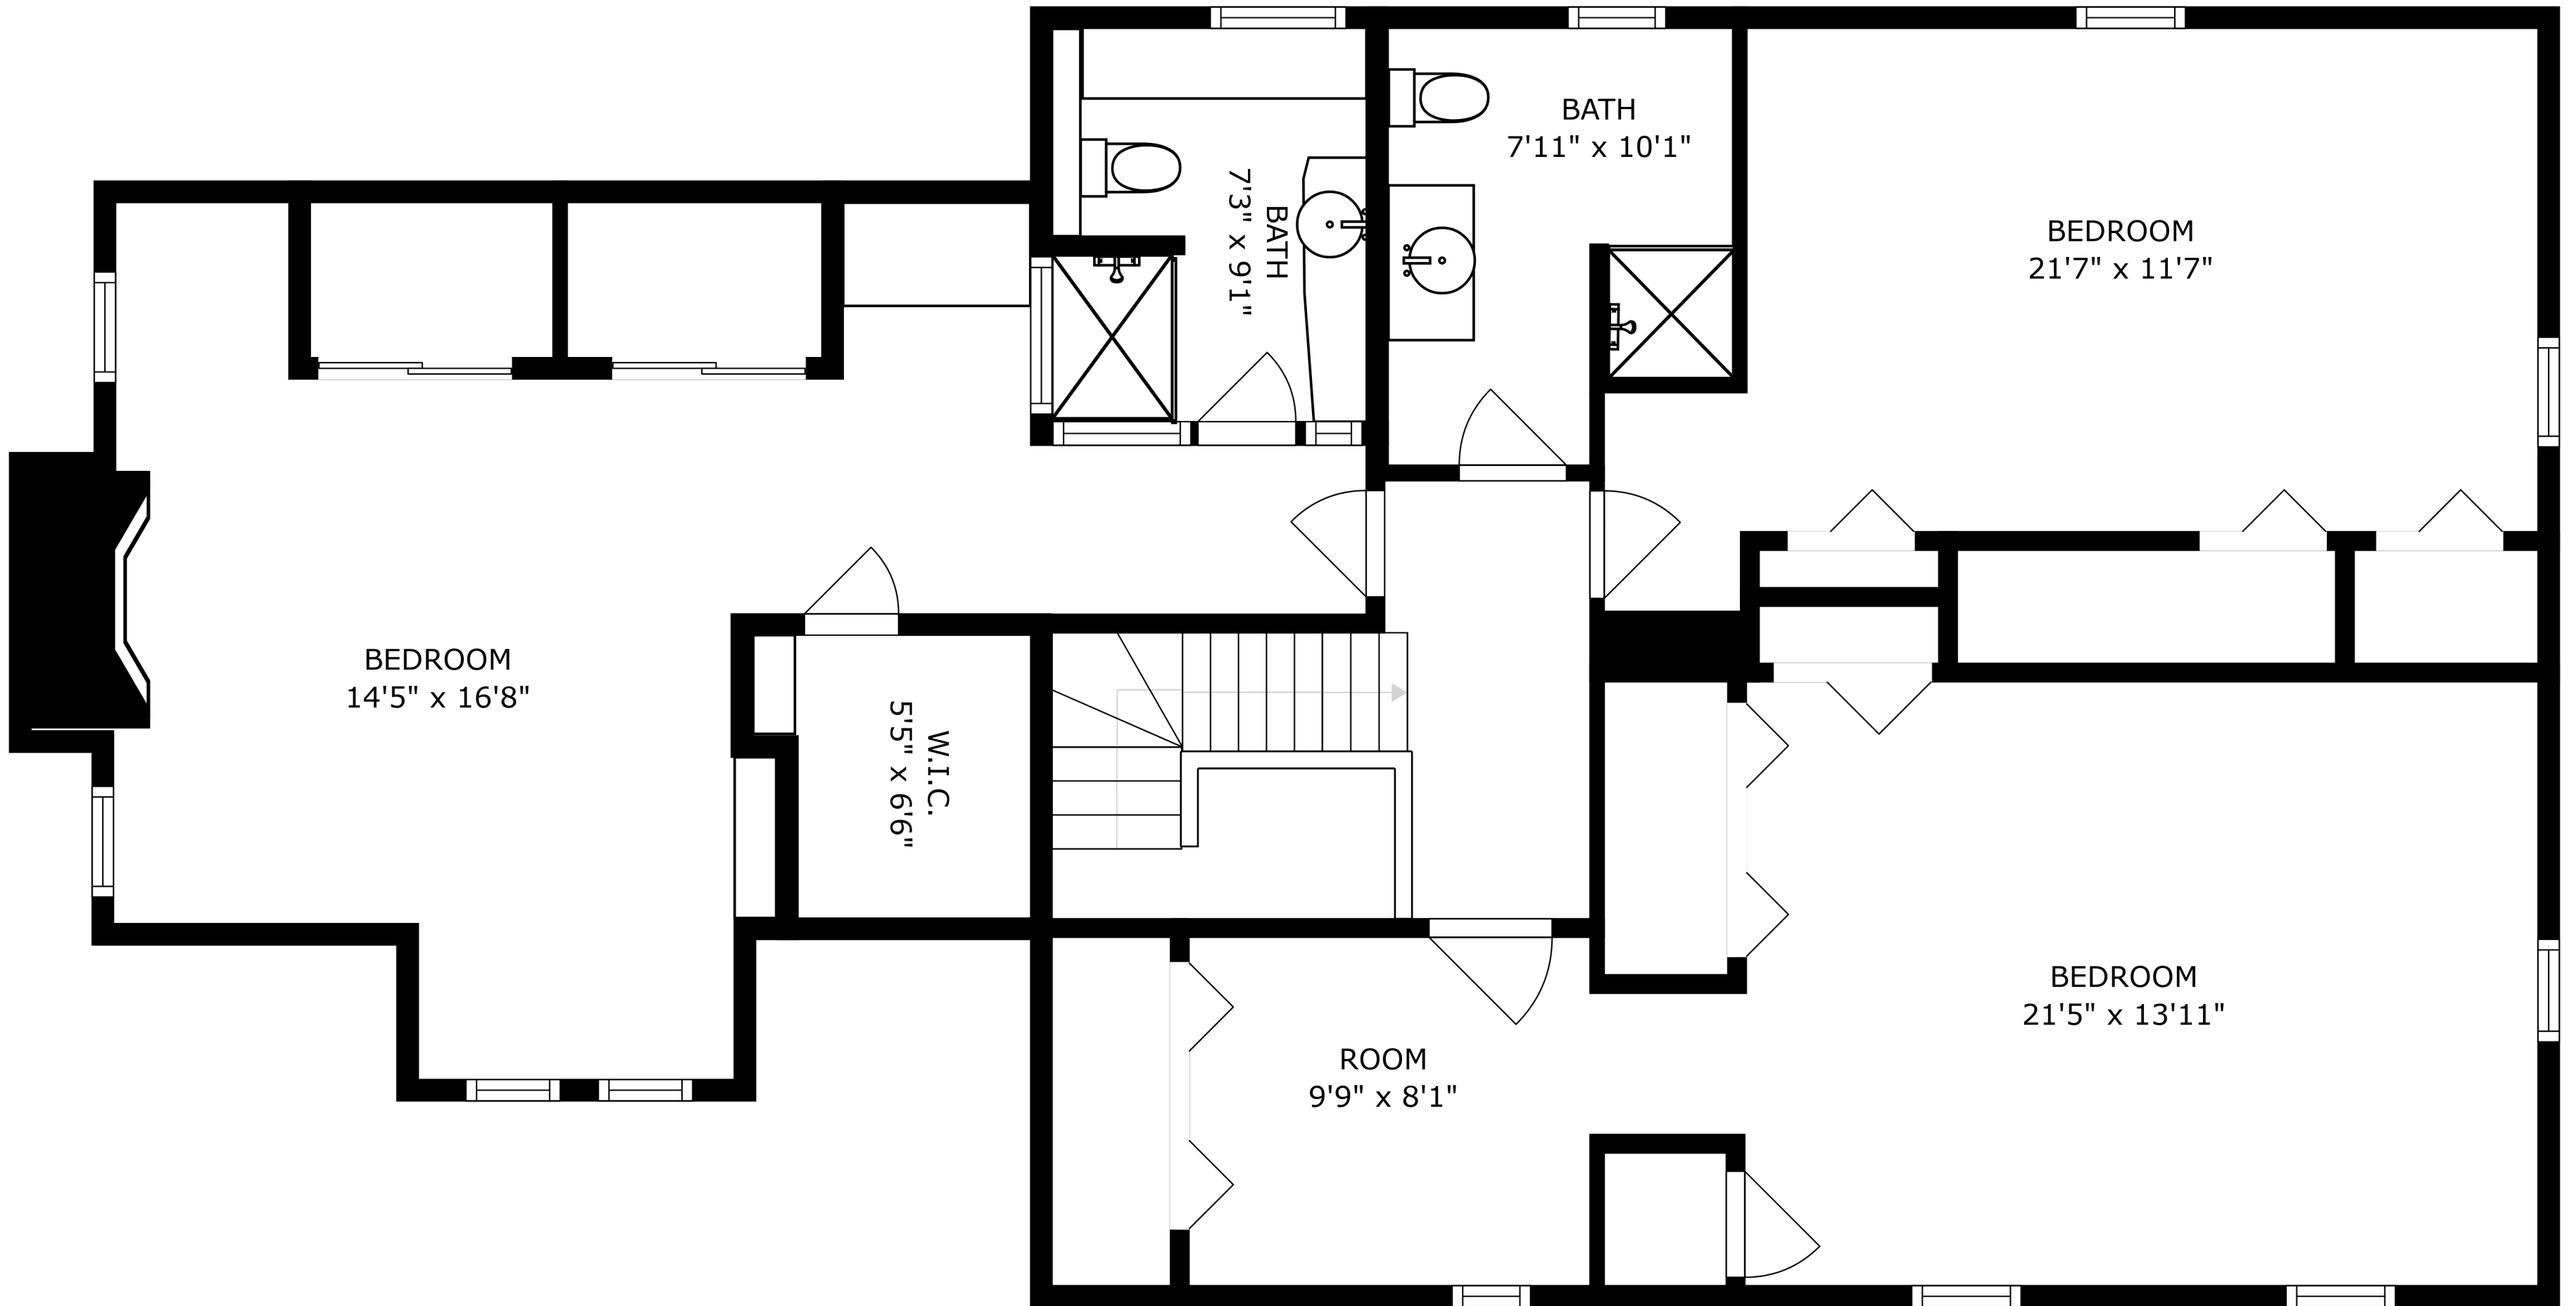 BATH
7'11" x 10'1"
BATH
7'3" x 9'1"
BEDROOM
21'7" x 11'7"
BEDROOM
14'5" x 16'8"
W.I.C.
5'5" x 6'6"
BEDROOM
21'5" x 13'11"
ROOM
9'9" x 8'1"